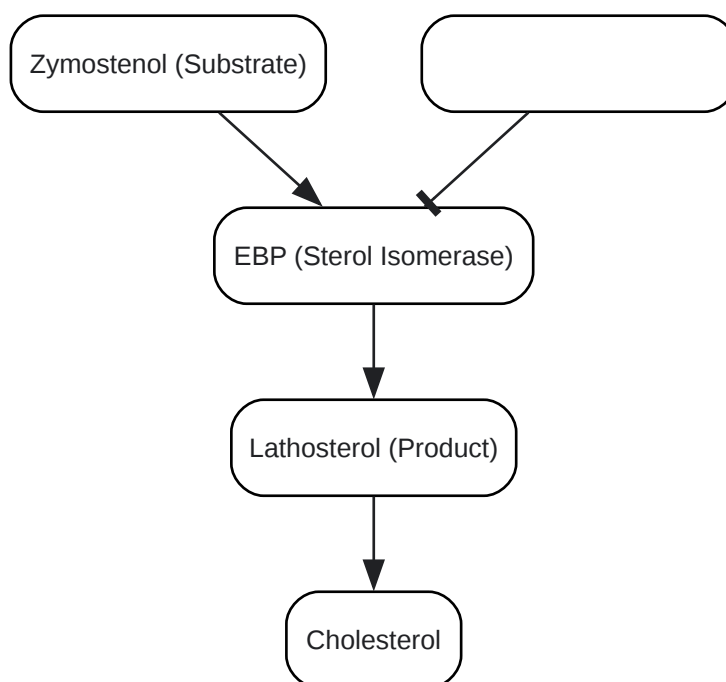 Zymostenol (Substrate)
EBP (Sterol Isomerase)
Lathosterol (Product)
Cholesterol